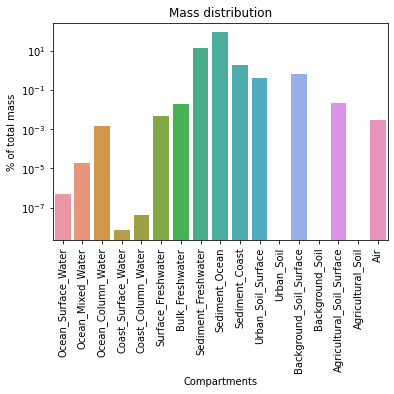 Mass distribution
% of total mass
10^1
10^-1
10^-3
10^-5
10^-7
Ocean_Surface_Water
Ocean_Mixed_Water
Ocean_Column_Water
Coast_Surface_Water
Coast_Column_Water
Surface_Freshwater
Bulk_Freshwater
Sediment_Freshwater
Sediment_Ocean
Sediment_Coast
Urban_Soil_Surface
Urban_Soil
Background_Soil_Surface
Background_Soil
Agricultural_Soil_Surface
Agricultural_Soil
Air
Compartments